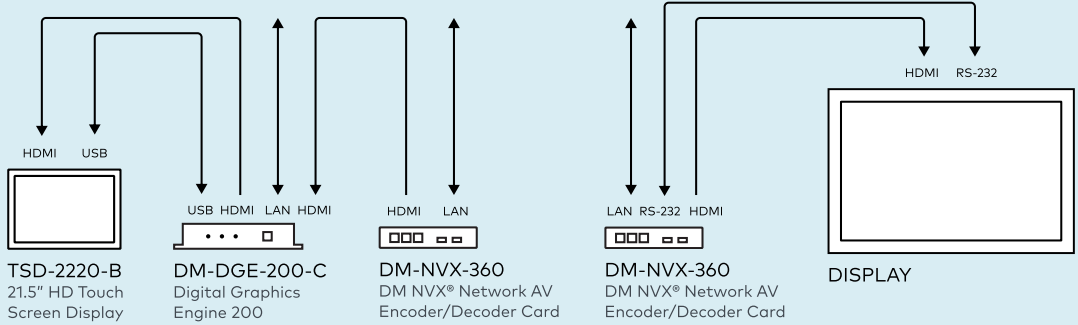 HDMI RS-232
HDMI USB
USB HDMI LAN HDMI
HDMI LAN
LAN RS-232 HDMI
TSD-2220-B
21.5" HD Touch
Screen Display
DM-DGE-200-C
Digital Graphics
Engine 200
DM-NVX-360
DM NVX® Network AV
Encoder/Decoder Card
DM-NVX-360
DM NVX® Network AV
Encoder/Decoder Card
DISPLAY